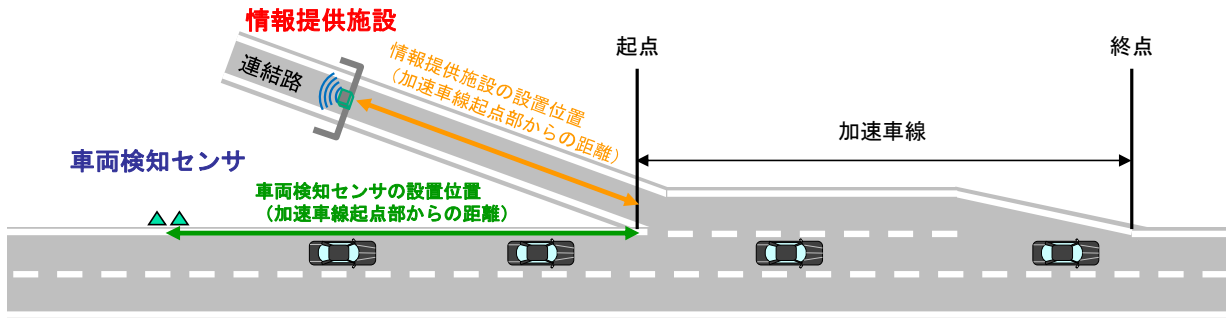 情報提供施設
連結路
情報提供施設の設置位置
（加速車線起点部からの距離）
起点
終点
加速車線
車両検知センサ
車両検知センサの設置位置
（加速車線起点部からの距離）